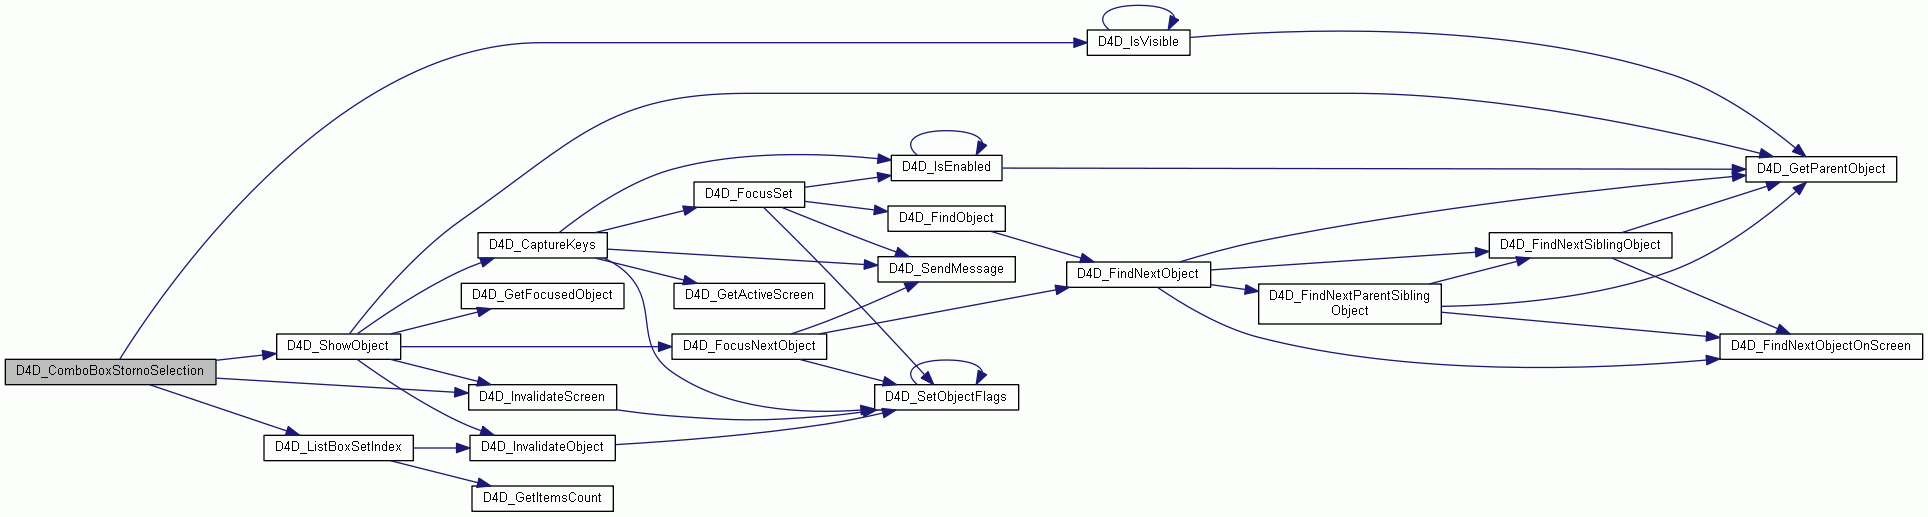 D4D_IsVisible
D4D_IsEnabled
D4D_GetParentObject
D4D_FocusSet
D4D_FindObject
D4D_CaptureKeys
D4D_FindNextSiblingObject
D4D_SendMessage
D4D_FindNextObject
D4D_GetFocusedObject
D4D_GetActiveScreen
D4D_FindNextParentSibling
Object
D4D_ShowObject
D4D_FocusNextObject
D4D_FindNextObjectOnScreen
D4D_ComboBoxStornoSelection
D4D_InvalidateScreen
D4D_SetObjectFlags
D4D_ListBoxSetIndex
D4D_InvalidateObject
D4D_GetItemsCount